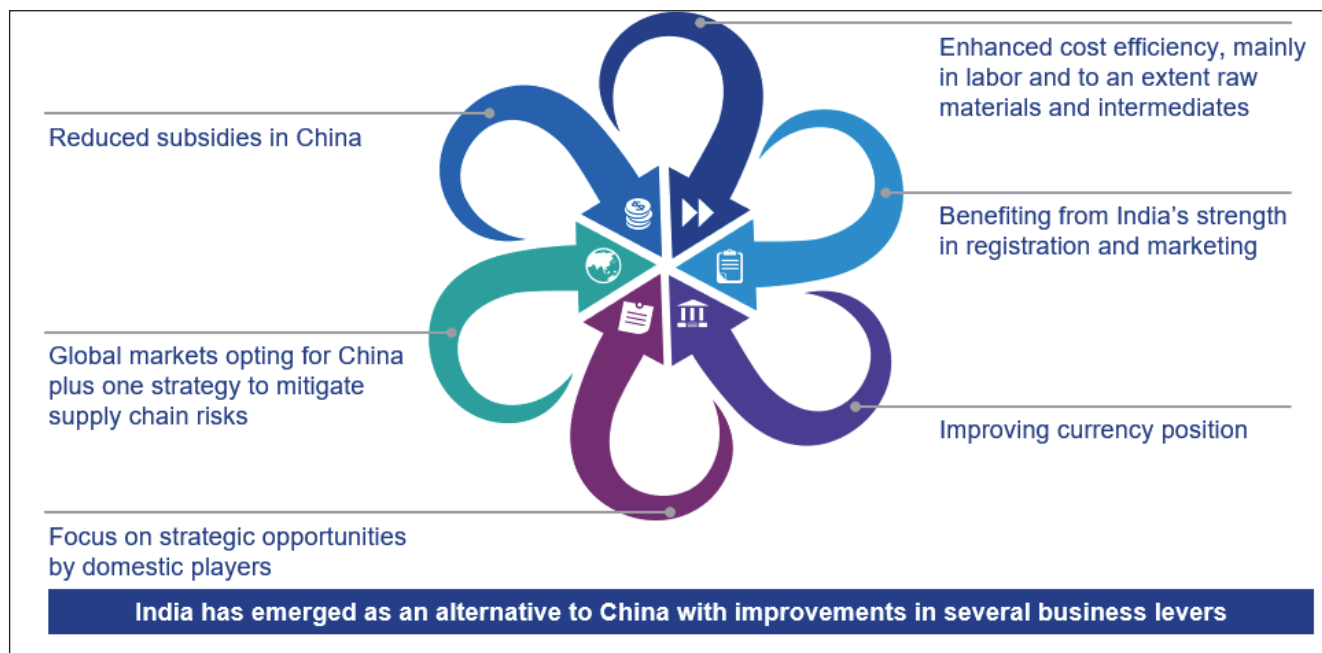 Enhanced cost efficiency, mainly
in labor and to an extent raw
materials and intermediates
Reduced subsidies in China
Benefiting from India’s strength
in registration and marketing
Global markets opting for China
plus one strategy to mitigate
supply chain risks
Improving currency position
Focus on strategic opportunities
by domestic players
India has emerged as an alternative to China with improvements in several business levers